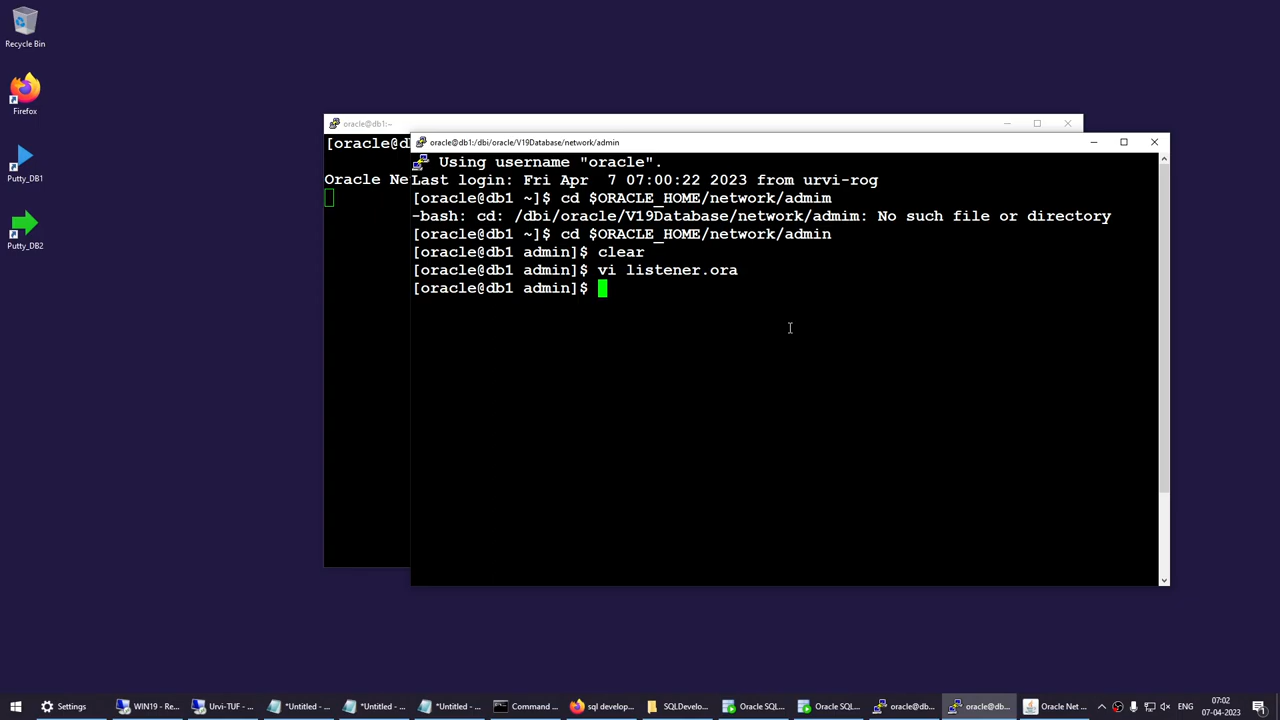 Recycle Bin
Firefox
Putty_DB1
Putty_DB2
oracle@db1:~
[oracle@d
Oracle Ne
oracle@db1:/dbi/oracle/V19Database/network/admin
Using username "oracle".
Last login: Fri Apr  7 07:00:22 2023 from urvi-rog
[oracle@db1 ~]$ cd $ORACLE_HOME/network/admim
-bash: cd: /dbi/oracle/V19Database/network/admim: No such file or directory
[oracle@db1 ~]$ cd $ORACLE_HOME/network/admin
[oracle@db1 admin]$ clear
[oracle@db1 admin]$ vi listener.ora
[oracle@db1 admin]$
Settings
WIN19 - Re...
Urvi-TUF - ...
*Untitled - ...
*Untitled - ...
*Untitled - ...
Command ...
sql develop...
SQLDevelo...
Oracle SQL...
Oracle SQL...
oracle@db...
oracle@db...
Oracle Net ...
ENG
07:02
07-04-2023
1